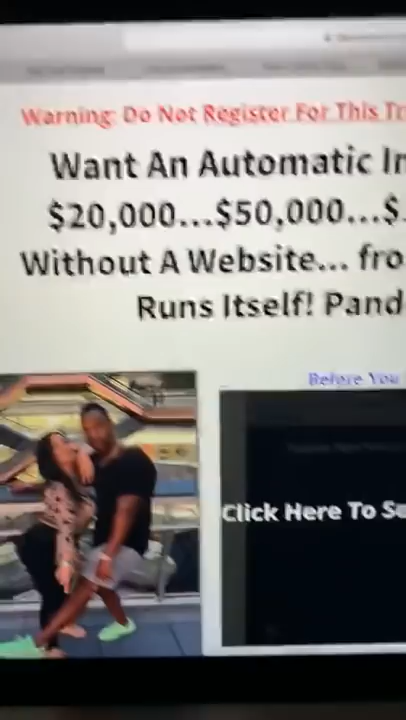 Warning: Do Not Register For This Tr
Want An Automatic In
$20,000...$50,000...$
Without A Website... fro
Runs Itself! Pand
Before You
Click Here To Se